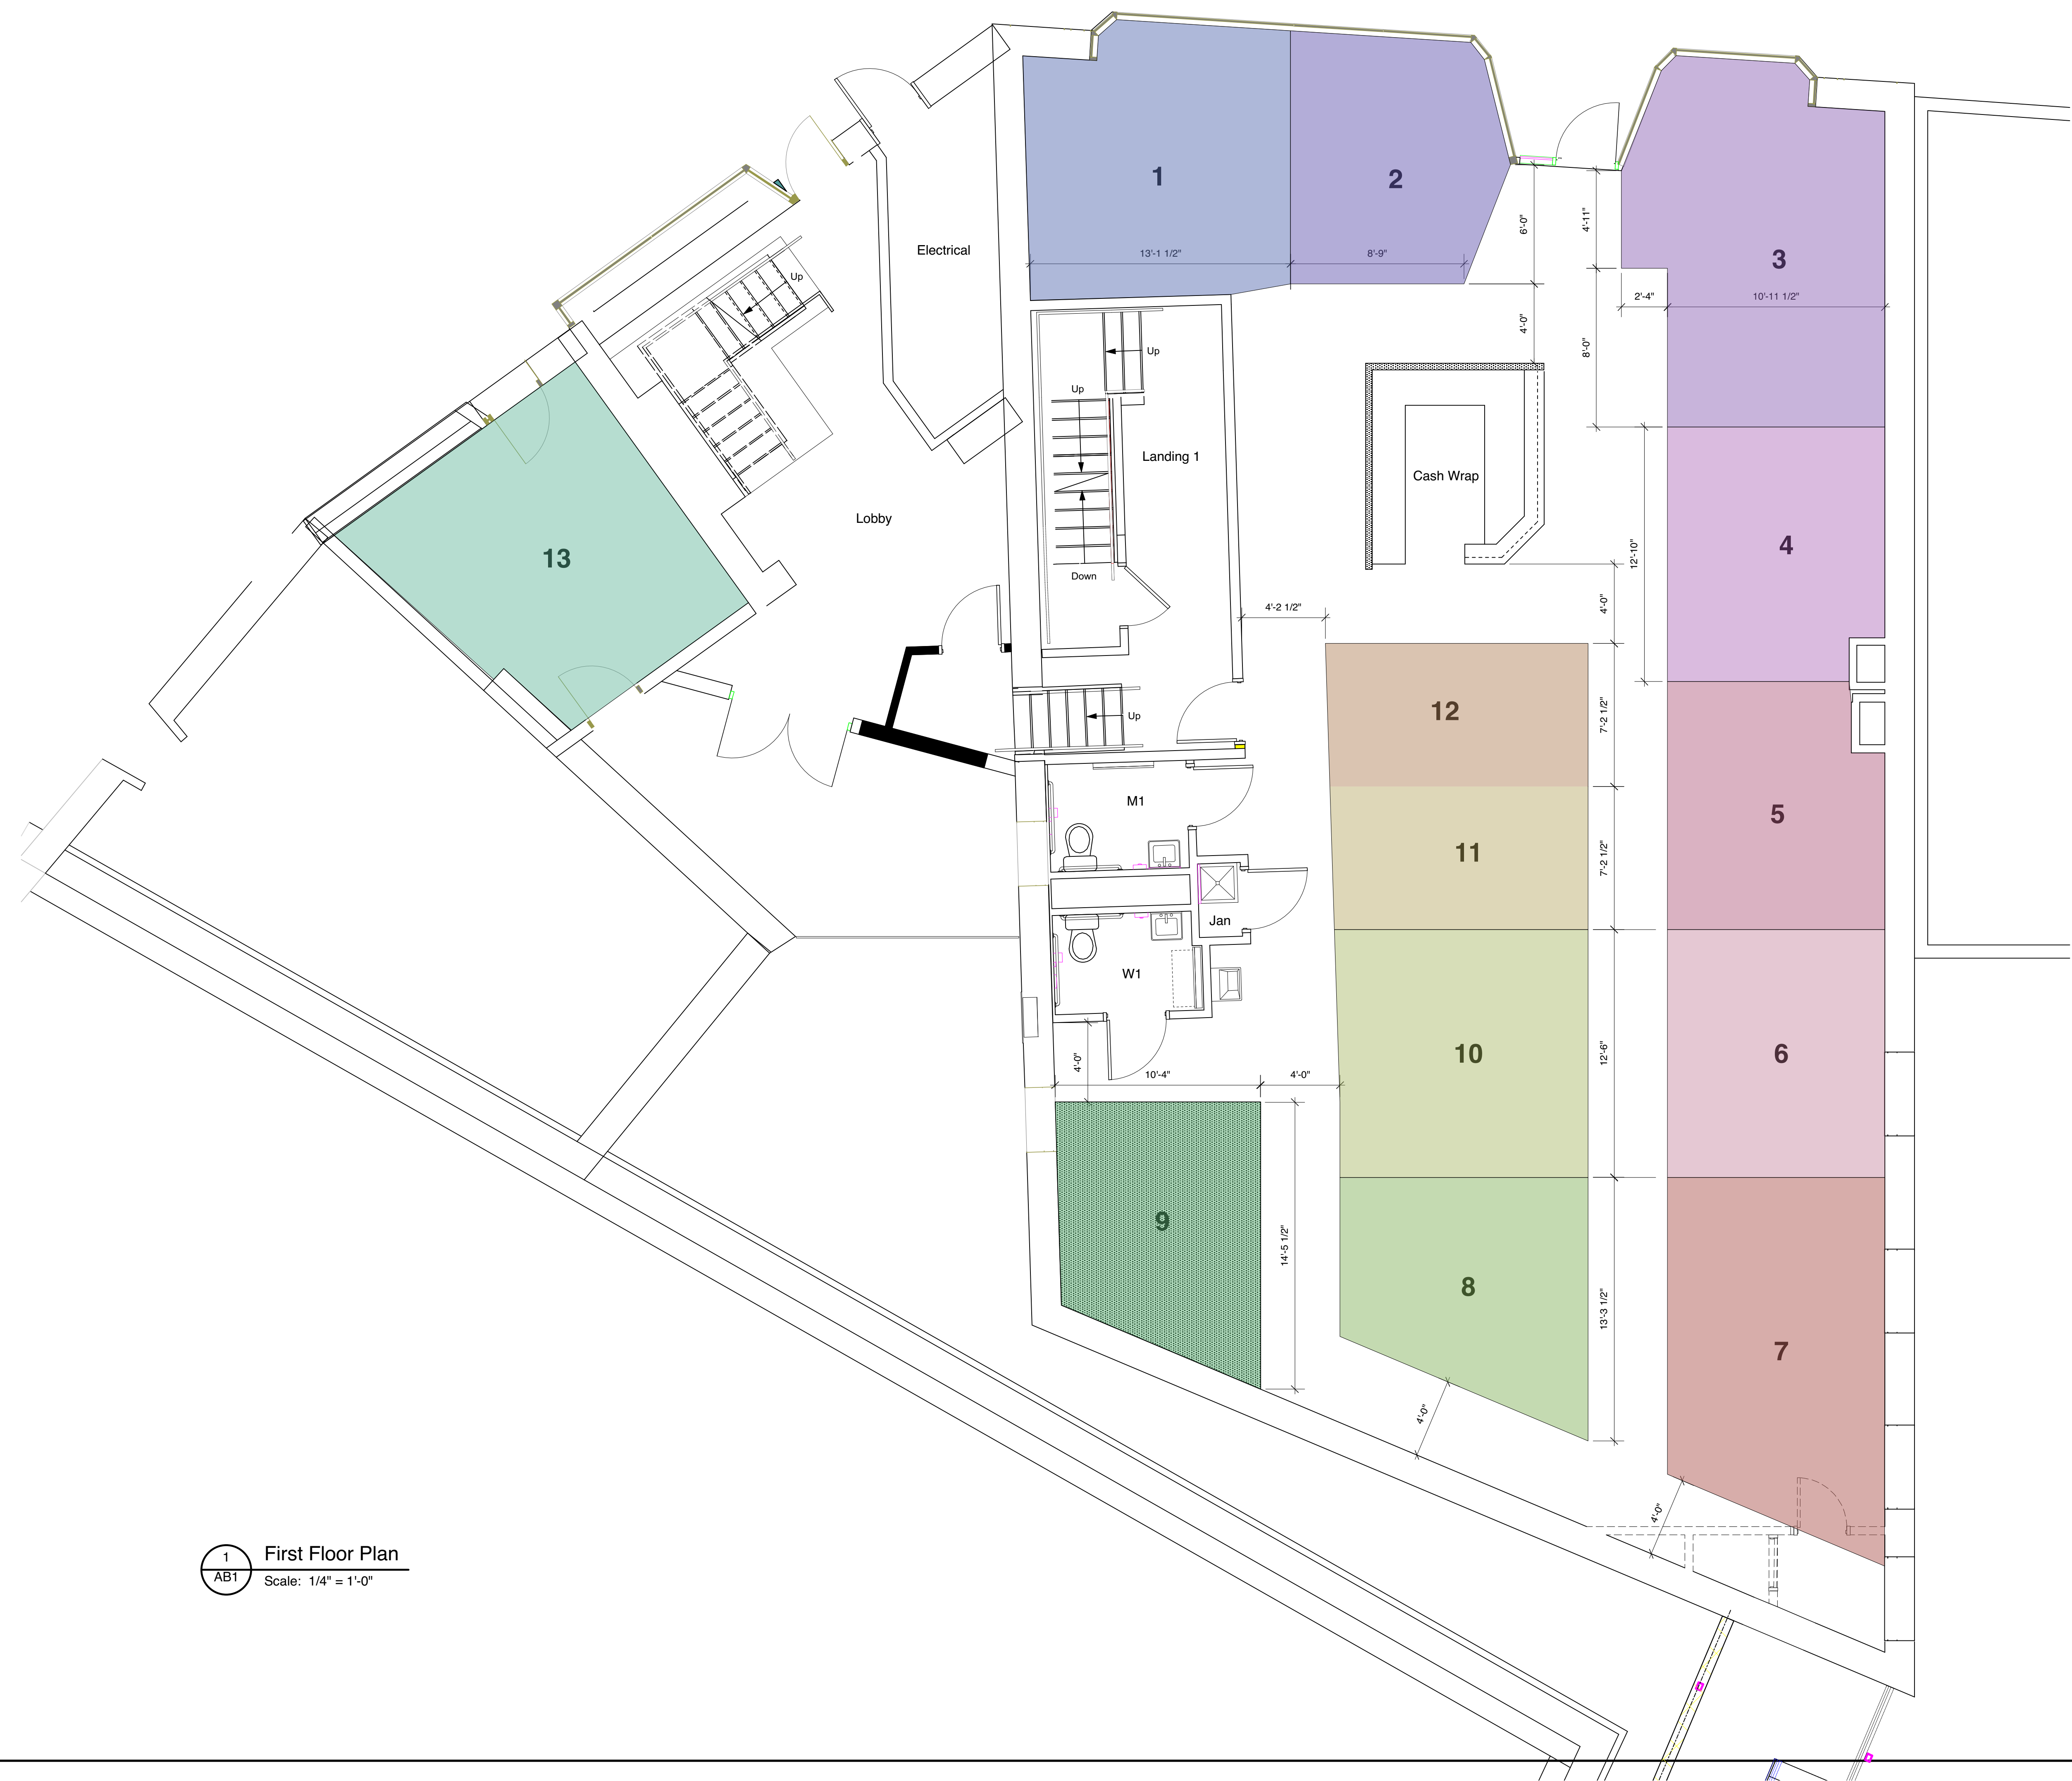 1
2
Electrical
Up
13'-1 1/2"
8'-9"
6'-0"
4'-11"
3
2'-4"
10'-11 1/2"
4'-0"
8'-0"
Up
Up
Landing 1
Cash Wrap
Lobby
4
12'-10"
13
Down
4'-2 1/2"
4'-0"
Up
12
7'-2 1/2"
M1
11
7'-2 1/2"
5
Jan
W1
10
12'-6"
6
4'-0"
10'-4"
4'-0"
9
14'-5 1/2"
8
13'-3 1/2"
7
4'-0"
4'-0"
1
AB1
First Floor Plan
Scale: 1/4" = 1'-0"